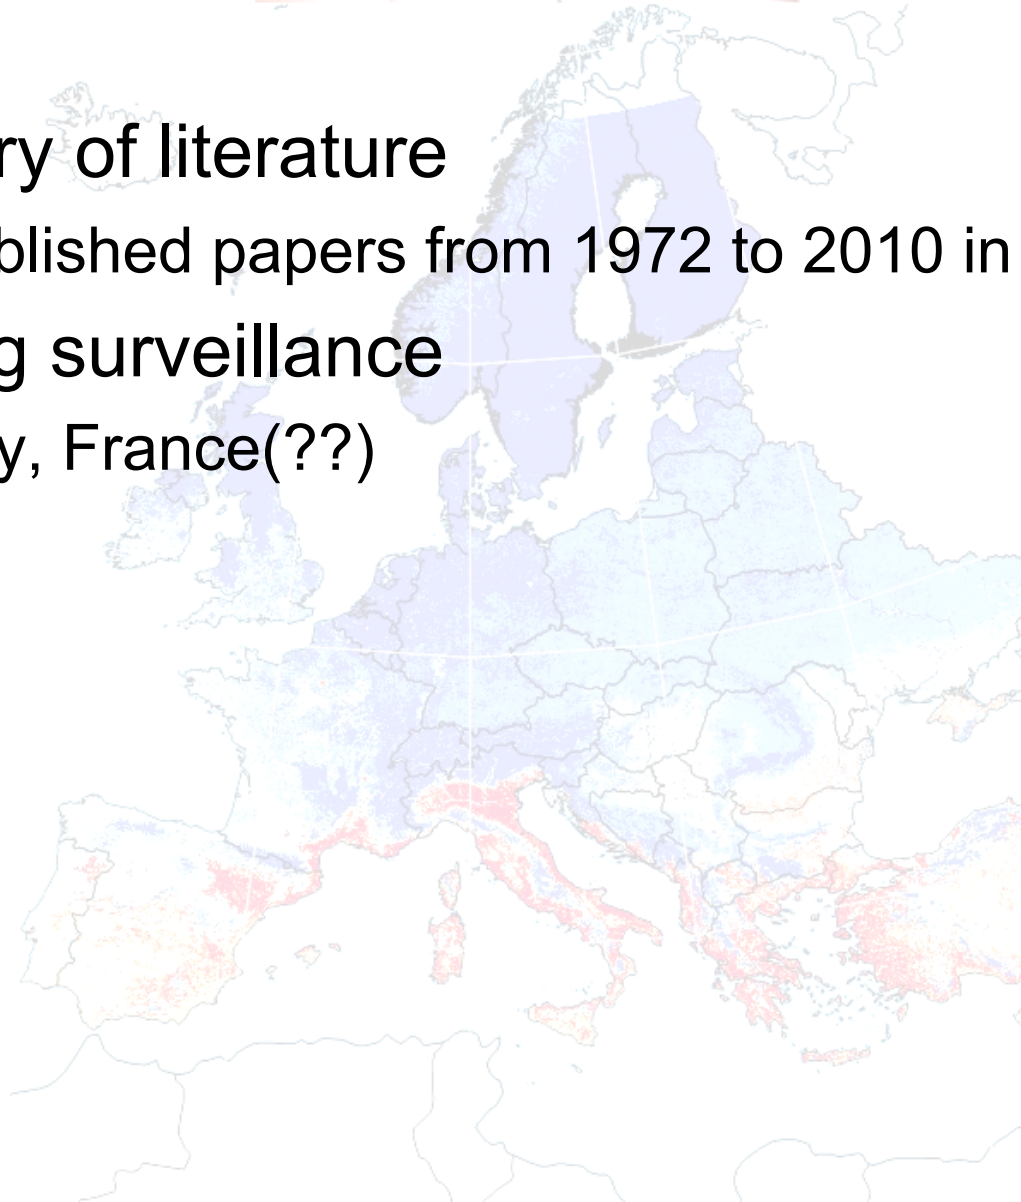 ry of literature
blished papers from 1972 to 2010 in
g surveillance
y, France(??)